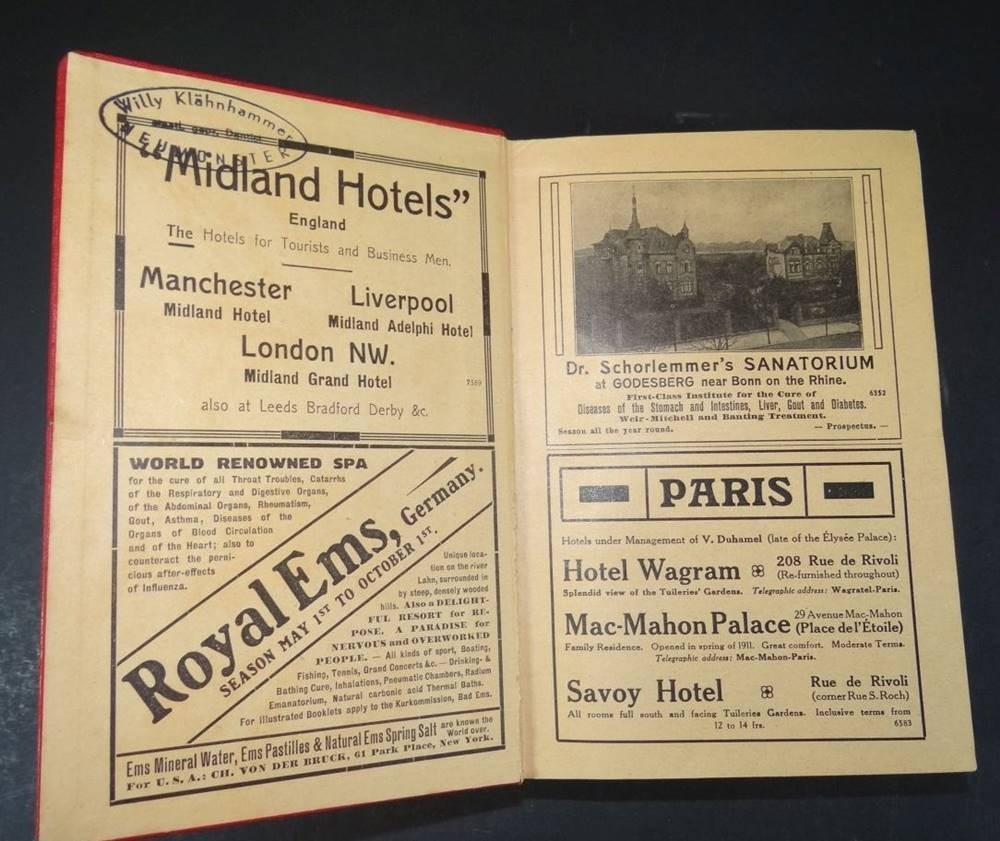 Willy Klähnhammer
NEUMÜNSTER
"Midland Hotels"
England
The Hotels for Tourists and Business Men.
Manchester
Midland Hotel
Liverpool
Midland Adelphi Hotel
London NW.
Midland Grand Hotel
7569
also at Leeds Bradford Derby &c.
WORLD RENOWNED SPA
for the cure of all Throat Troubles, Catarrhs
of the Respiratory and Digestive Organs,
of the Abdominal Organs, Rheumatism,
Gout, Asthma, Diseases of the
Organs of Blood Circulation
and of the Heart; also to
counteract the perni-
cious after-effects
of Influenza.
Royal Ems, Germany.
SEASON MAY 1ST TO OCTOBER 1ST.
Unique loca-
tion on the river
Lahn, surrounded in
by steep, densely wooded
hills. Also a DELIGHT-
FUL RESORT for RE-
POSE. A PARADISE for
NERVOUS and OVERWORKED
PEOPLE. — All kinds of sport, Boating,
Fishing, Tennis, Grand Concerts &c. — Drinking- &
Bathing Cure, Inhalations, Pneumatic Chambers, Radium
Emanatorium, Natural carbonic acid Thermal Baths.
For illustrated Booklets apply to the Kurkommission, Bad Ems.
Ems Mineral Water, Ems Pastilles & Natural Ems Spring Salt are known the
World over.
For U. S. A.: CH. VON DER BRUCK, 61 Park Place, New York.
Dr. Schorlemmer's SANATORIUM
at GODESBERG near Bonn on the Rhine.
First-Class Institute for the Cure of 6352
Diseases of the Stomach and Intestines, Liver, Gout and Diabetes.
Weir-Mitchell and Banting Treatment.
Season all the year round. — Prospectus. —
PARIS
Hotels under Management of V. Duhamel (late of the Élysée Palace):
Hotel Wagram 208 Rue de Rivoli
(Re-furnished throughout)
Splendid view of the Tuileries' Gardens. Telegraphic address: Wagratel-Paris.
Mac-Mahon Palace 29 Avenue Mac-Mahon
(Place de l'Étoile)
Family Residence. Opened in spring of 1911. Great comfort. Moderate Terms.
Telegraphic address: Mac-Mahon-Paris.
Savoy Hotel Rue de Rivoli
(corner Rue S. Roch)
All rooms full south and facing Tuileries Gardens. Inclusive terms from
12 to 14 frs. 6583